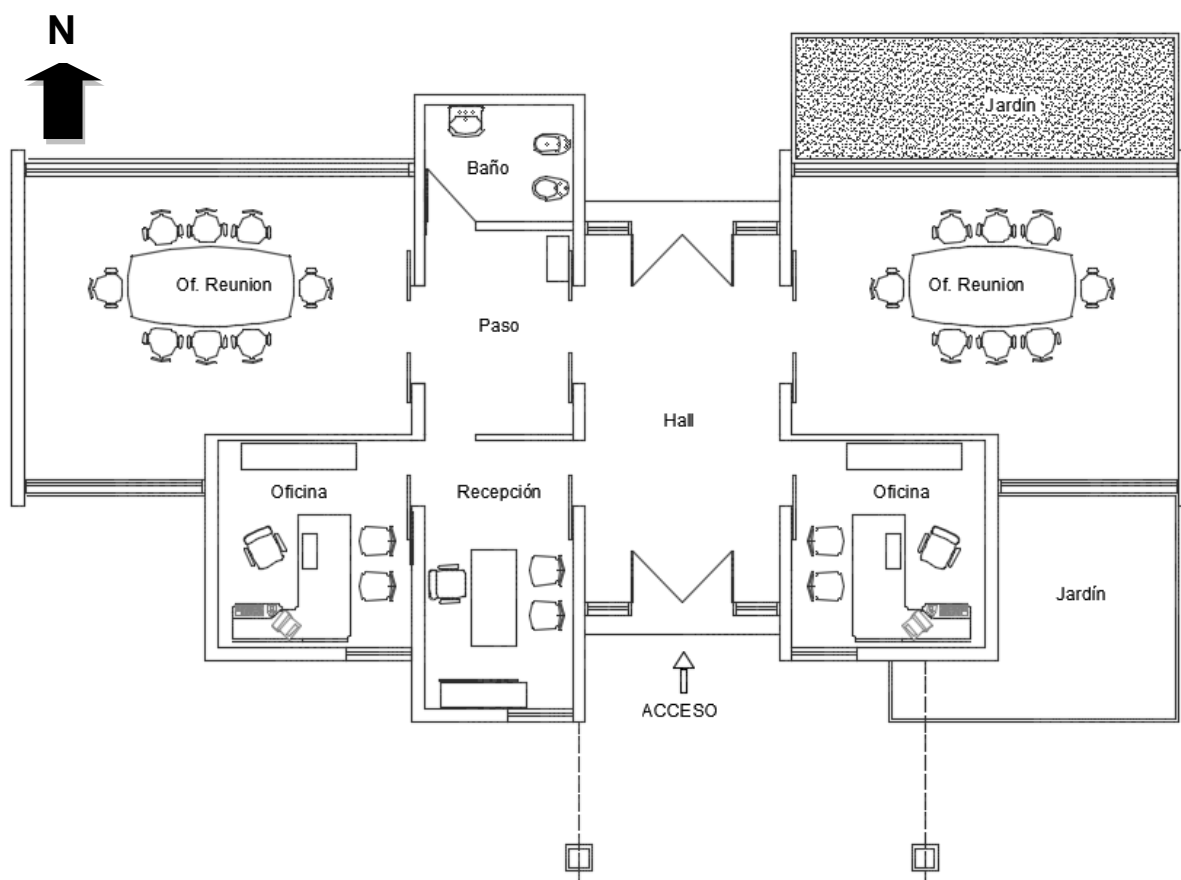 N
Jardín
Baño
Of. Reunion
Of. Reunion
Paso
Hall
Oficina
Recepción
Oficina
Jardín
ACCESO